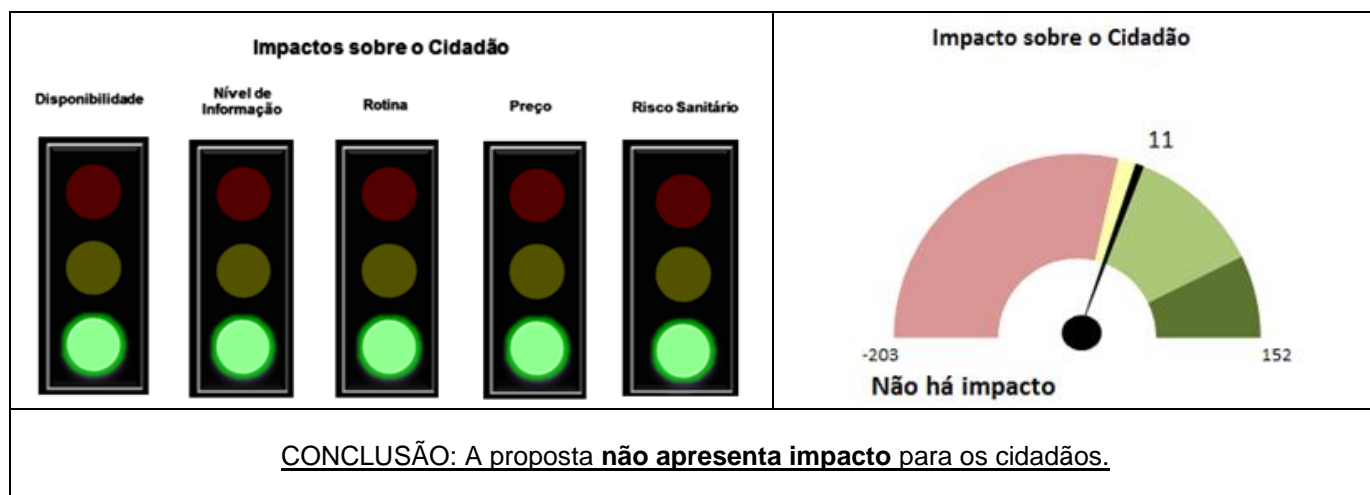 Impactos sobre o Cidadão
Disponibilidade
Nível de
Informação
Rotina
Preço
Risco Sanitário
Impacto sobre o Cidadão
11
-203
152
Não há impacto
CONCLUSÃO: A proposta não apresenta impacto para os cidadãos.